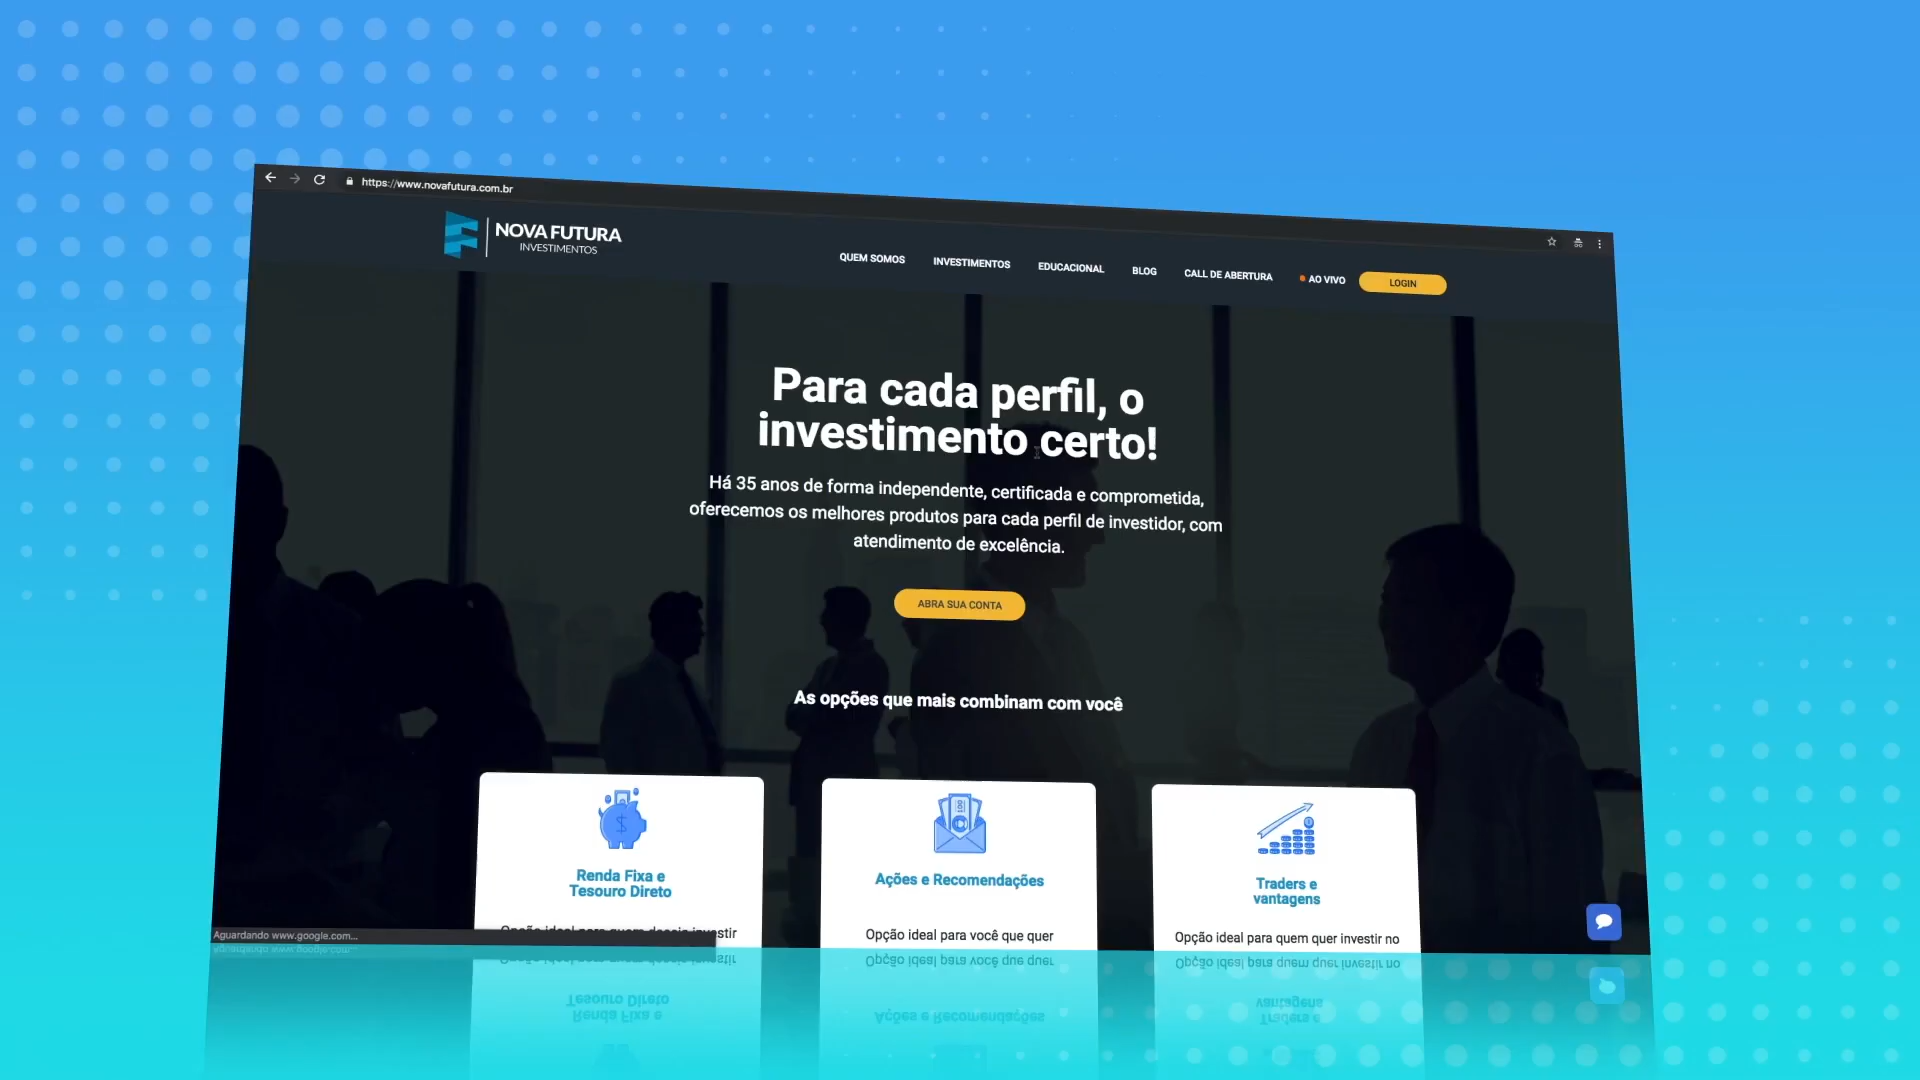 https://www.novafutura.com.br
NOVA FUTURA
INVESTIMENTOS
QUEM SOMOS
INVESTIMENTOS
EDUCACIONAL
BLOG
CALL DE ABERTURA
AO VIVO
LOGIN
Para cada perfil, o
investimento certo!
Há 35 anos de forma independente, certificada e comprometida,
oferecemos os melhores produtos para cada perfil de investidor, com
atendimento de excelência.
ABRA SUA CONTA
As opções que mais combinam com você
Renda Fixa e
Tesouro Direto
Opção ideal para quem deseja investir
Ações e Recomendações
Opção ideal para você que quer
Traders e
vantagens
Opção ideal para quem quer investir no
Aguardando www.google.com...